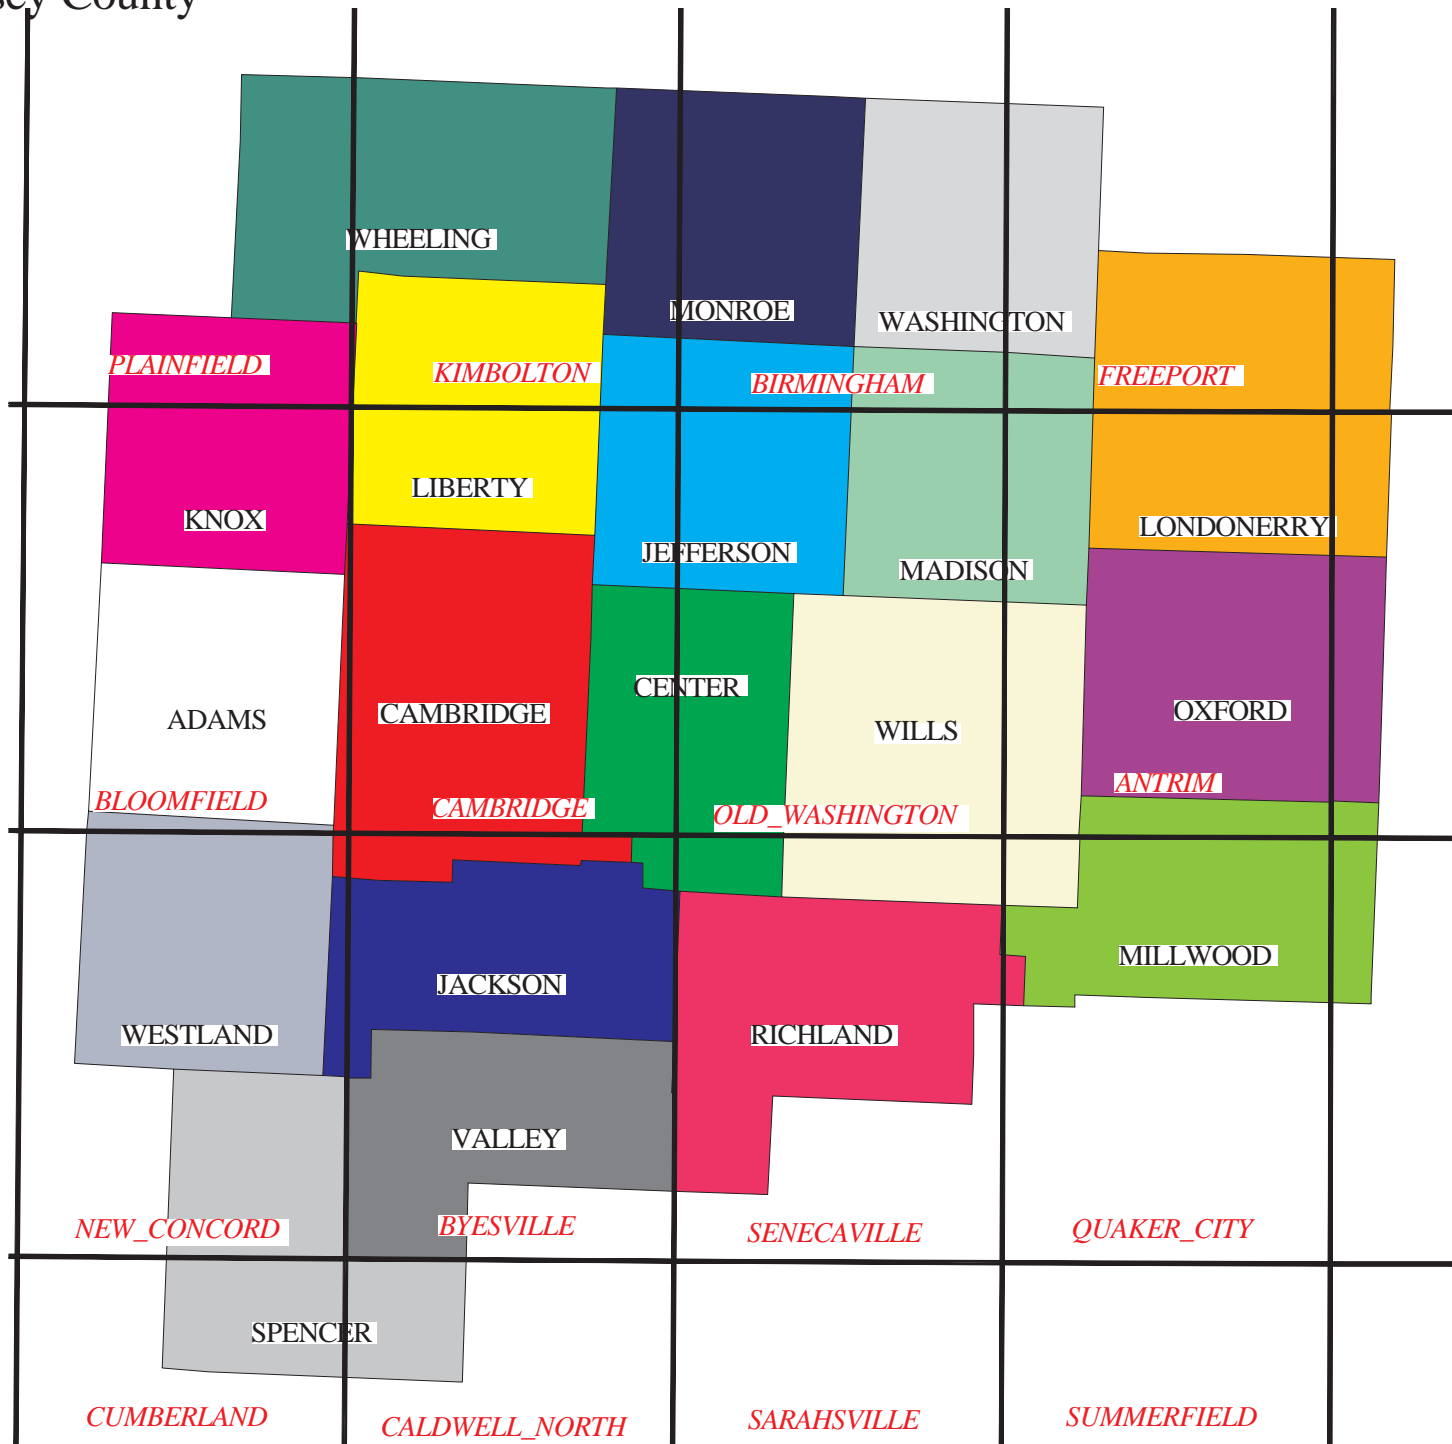 County
WHEELING
MONROE
WASHINGTON
PLAINFIELD
KIMBOLTON
BIRMINGHAM
FREEPORT
LIBERTY
KNOX
LONDONERRY
JEFFERSON
MADISON
CENTER
ADAMS
CAMBRIDGE
WILLS
OXFORD
BLOOMFIELD
CAMBRIDGE
OLD_WASHINGTON
ANTRIM
MILLWOOD
JACKSON
WESTLAND
RICHLAND
VALLEY
NEW_CONCORD
BYESVILLE
SENECAVILLE
QUAKER_CITY
SPENCER
CUMBERLAND
CALDWELL_NORTH
SARAHSVILLE
SUMMERFIELD